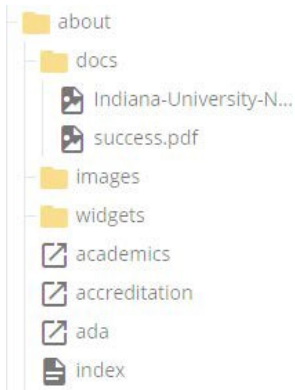 about
docs
Indiana-University-N...
success.pdf
images
widgets
academics
accreditation
ada
index